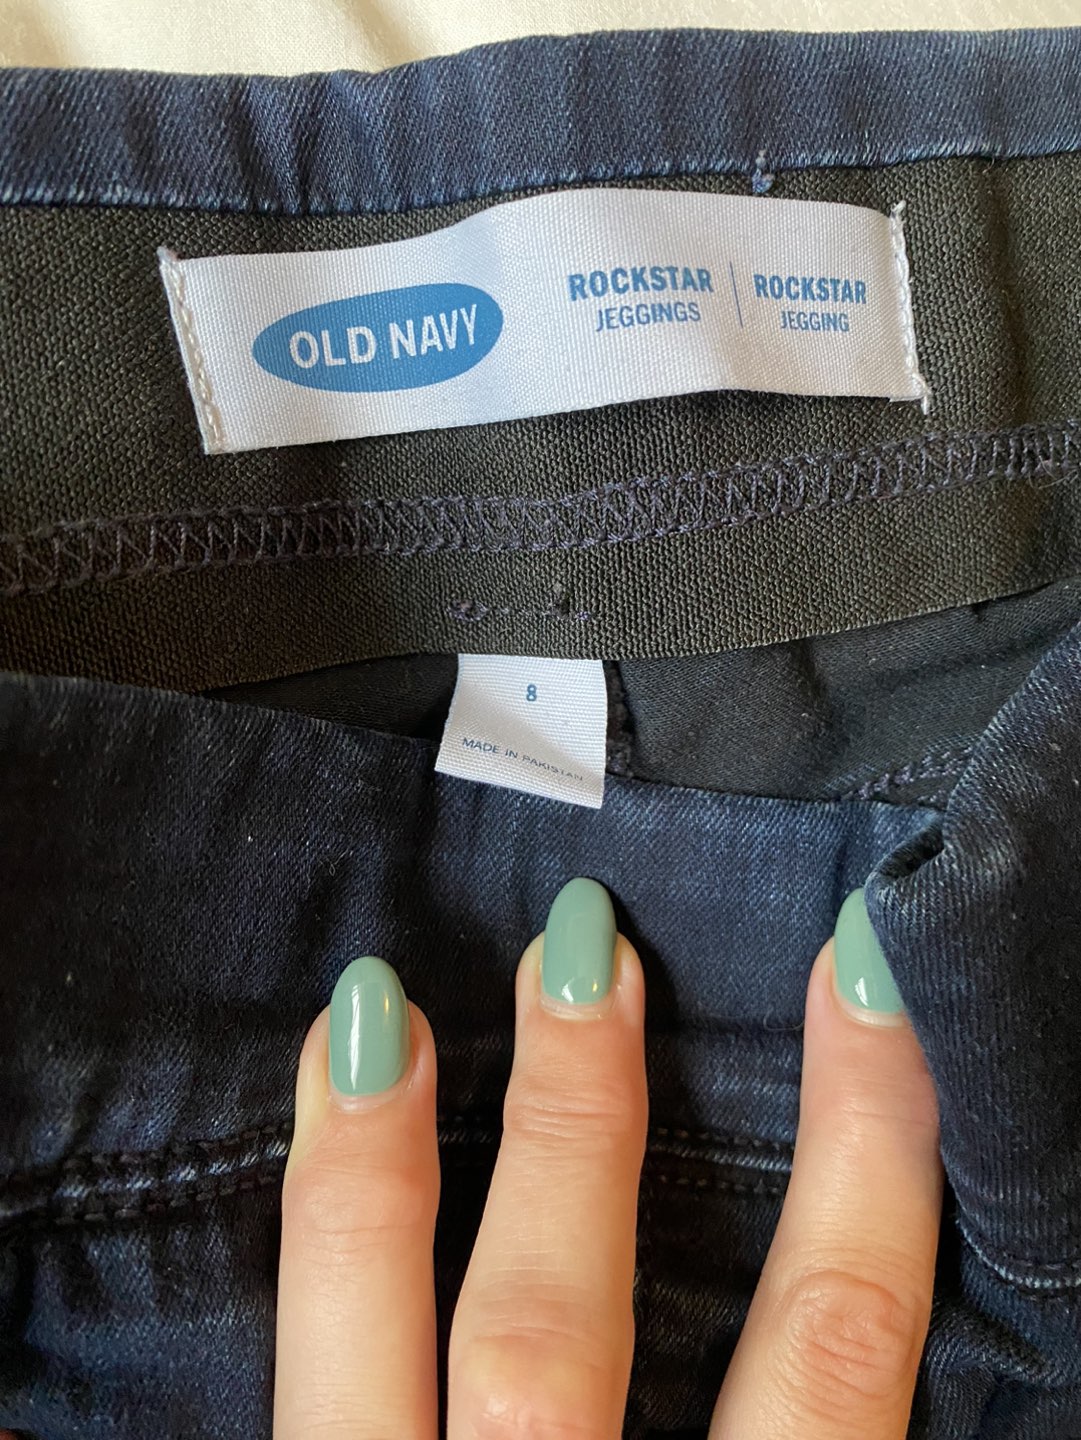 OLD NAVY
ROCKSTAR
JEGGINGS
ROCKSTAR
JEGGING
8
MADE IN PAKISTAN